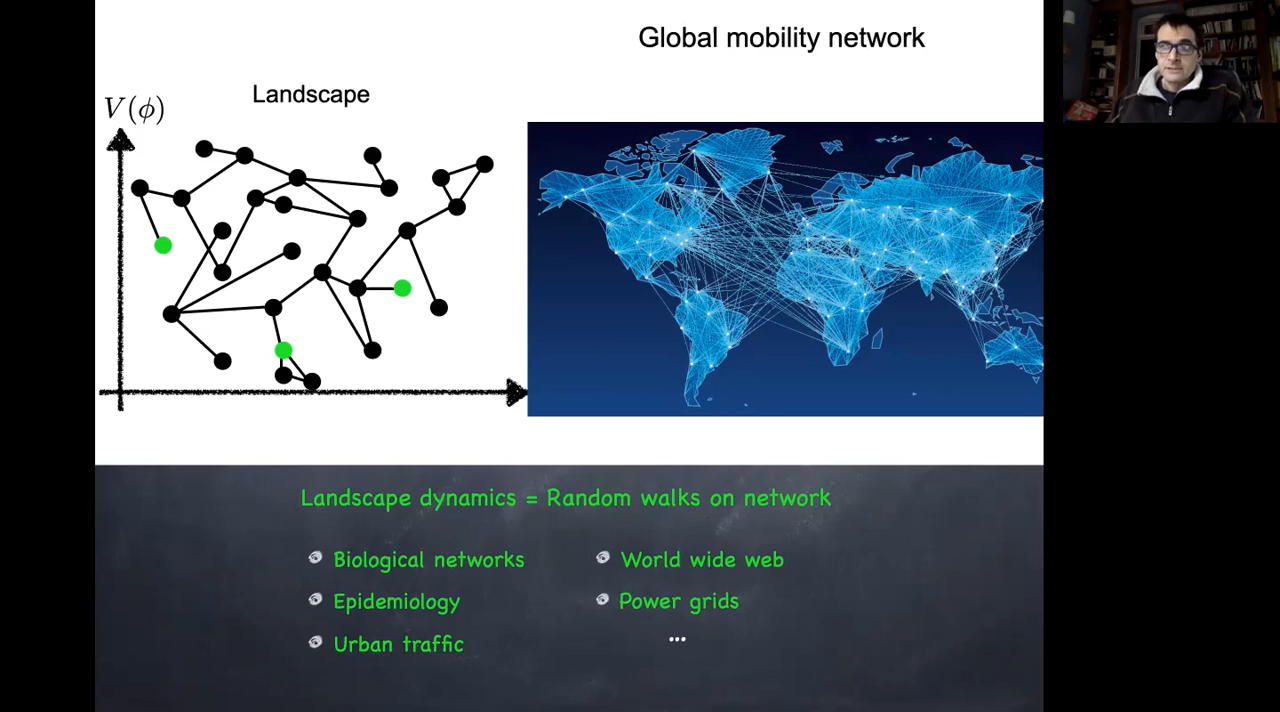 Global mobility network
Landscape
V(ϕ)
Landscape dynamics = Random walks on network
Biological networks
World wide web
Epidemiology
Power grids
Urban traffic
...